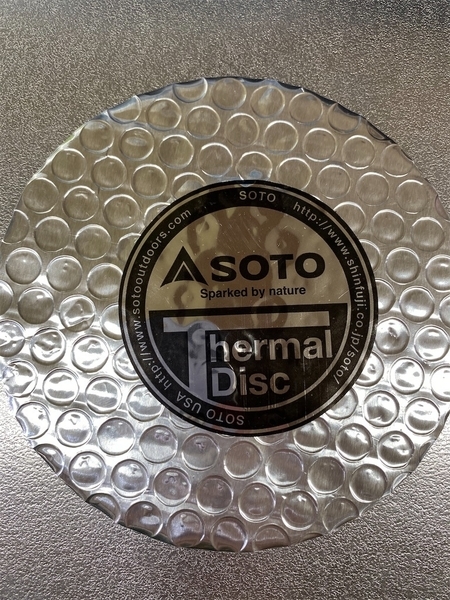 SOTO http://www.shinfuji.co.jp/soto/
SOTO USA http://www.sotooutdoors.com
SOTO
Sparked by nature
Thermal
Disc